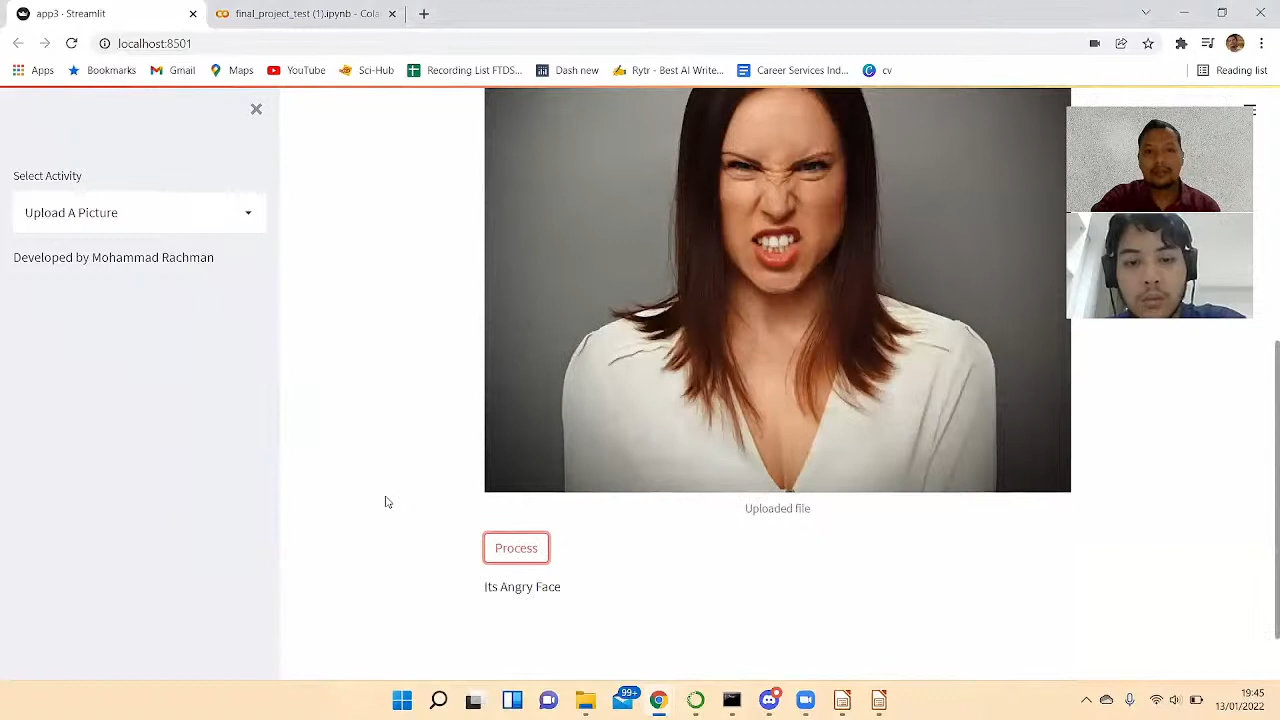 app3 - Streamlit
final_project_test (1).ipynb - Cola
localhost:8501
Apps
Bookmarks
Gmail
Maps
YouTube
Sci-Hub
Recording List FTDS...
Dash new
Rytr - Best AI Write...
Career Services Ind...
cv
Reading list
Select Activity
Upload A Picture
Developed by Mohammad Rachman
Uploaded file
Process
Its Angry Face
99+
19:45
13/01/2022